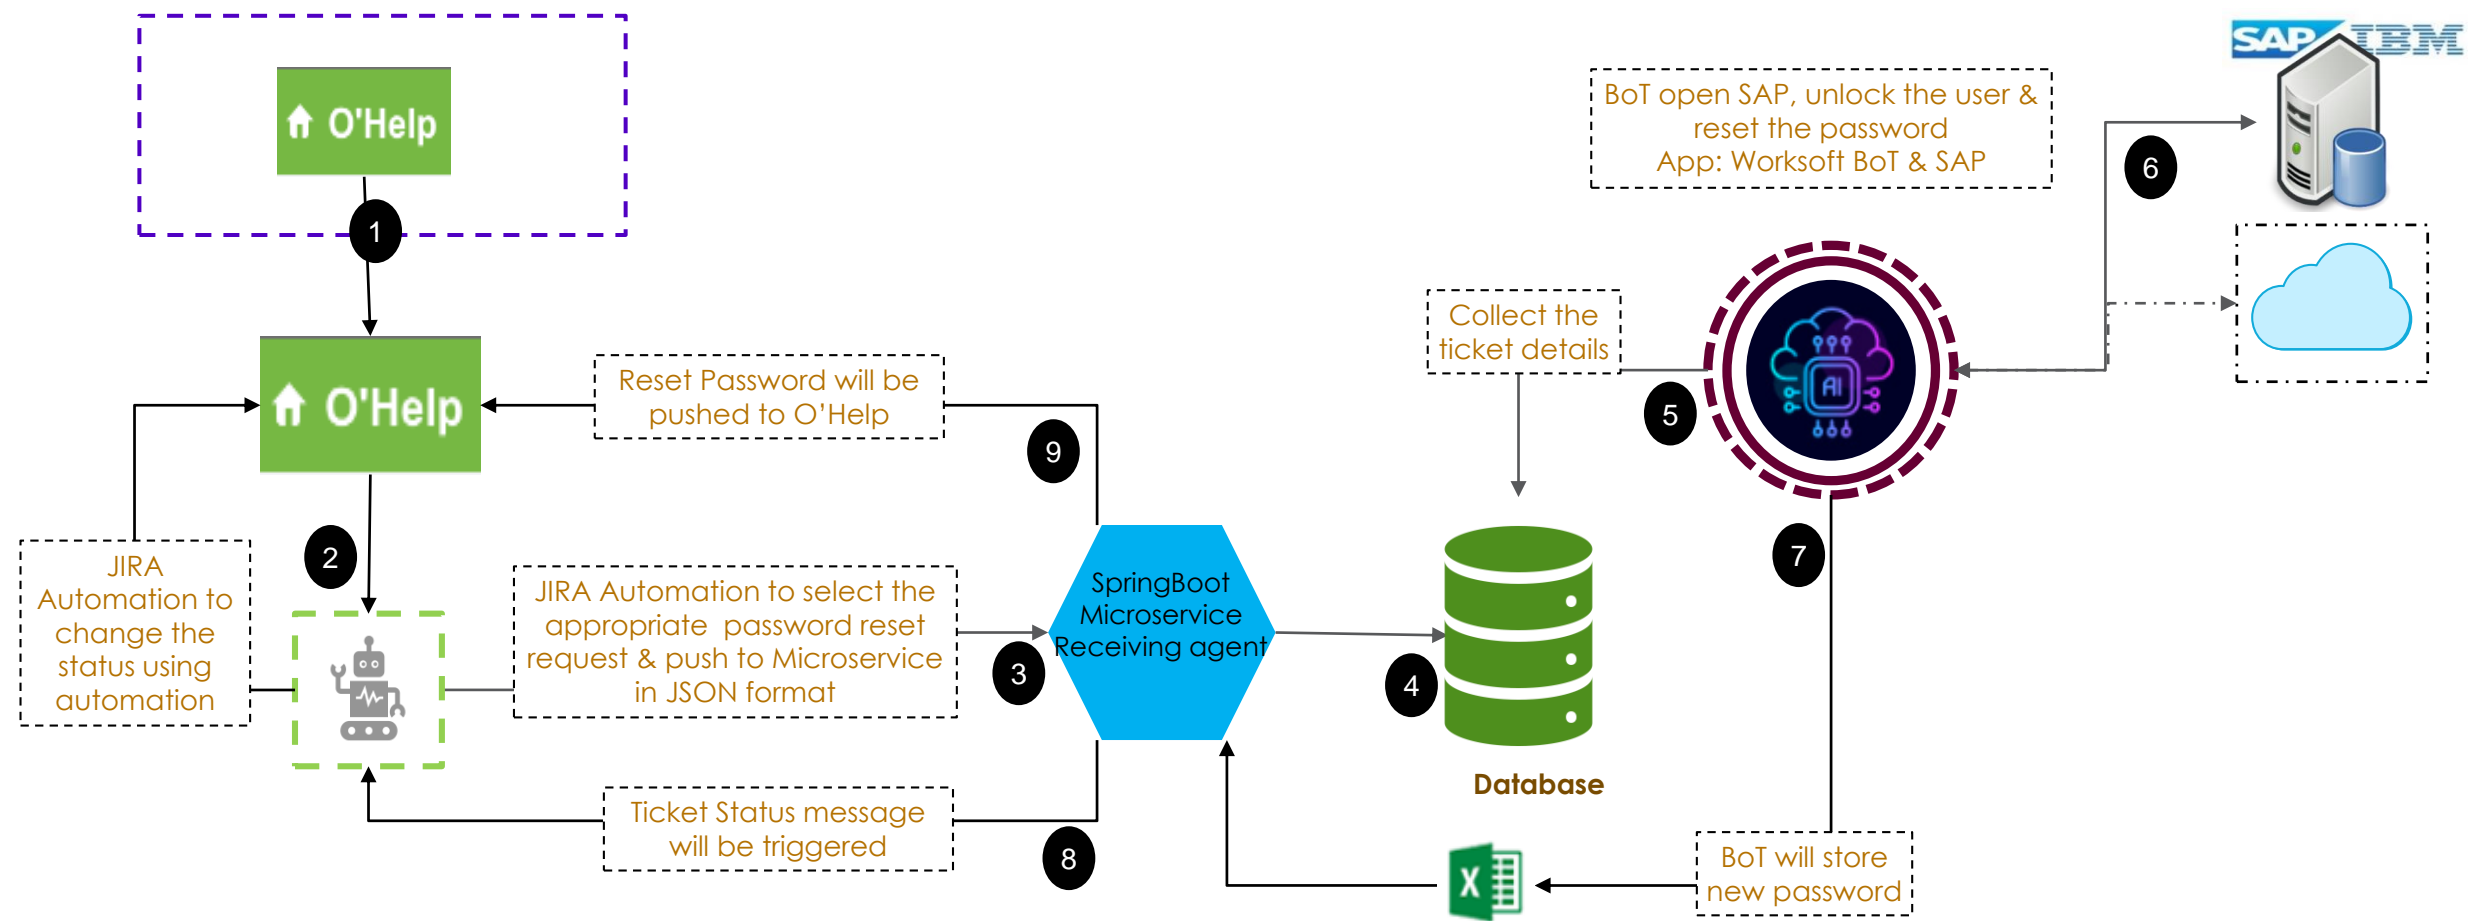 SAP IBM
O'Help
BoT open SAP, unlock the user &
reset the password
App: Worksoft BoT & SAP
6
1
Collect the
ticket details
AI
O'Help
Reset Password will be
pushed to O’Help
5
9
2
7
JIRA
Automation to
change the
status using
automation
JIRA Automation to select the
appropriate  password reset
request & push to Microservice
in JSON format
3
SpringBoot
Microservice
Receiving agent
4
Database
Ticket Status message
will be triggered
8
X
BoT will store
new password